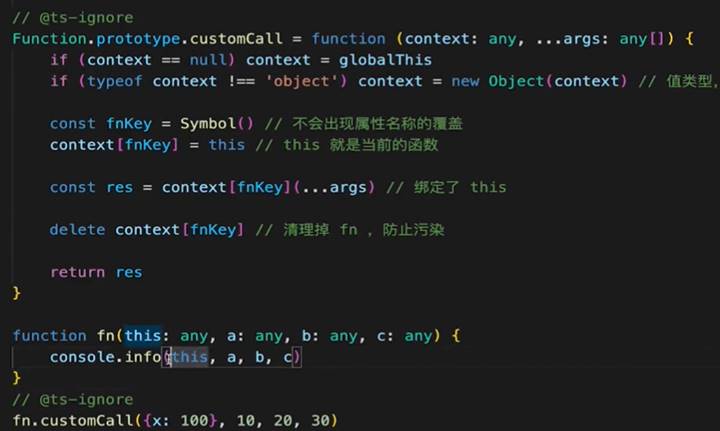 // @ts-ignore
Function.prototype.customCall = function (context: any, ...args: any[]) {
    if (context == null) context = globalThis
    if (typeof context !== 'object') context = new Object(context) // 值类型,

    const fnKey = Symbol() // 不会出现属性名称的覆盖
    context[fnKey] = this // this 就是当前的函数

    const res = context[fnKey](...args) // 绑定了 this

    delete context[fnKey] // 清理掉 fn ，防止污染

    return res
}

function fn(this: any, a: any, b: any, c: any) {
    console.info(this, a, b, c)
}
// @ts-ignore
fn.customCall({x: 100}, 10, 20, 30)